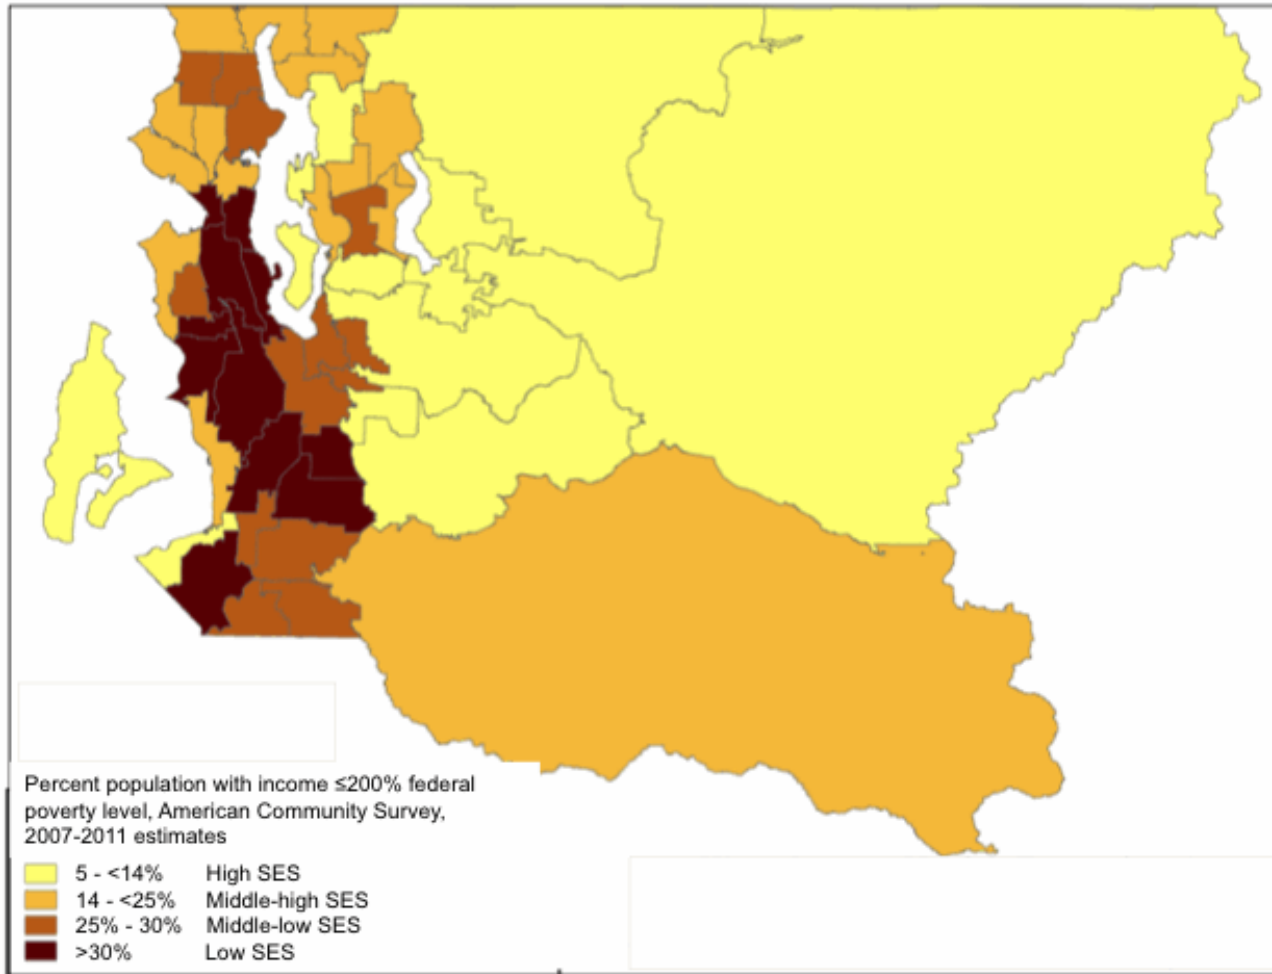 Percent population with income ≤200% federal
poverty level, American Community Survey,
2007-2011 estimates
5 - <14% High SES
14 - <25% Middle-high SES
25% - 30% Middle-low SES
>30% Low SES